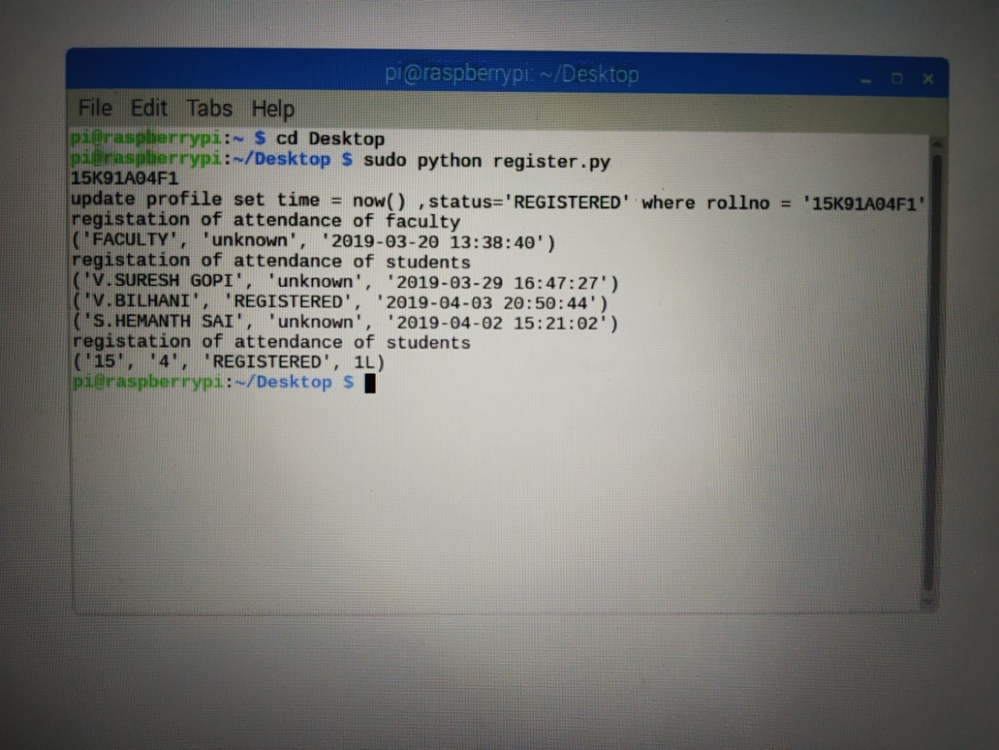 pi@raspberrypi: ~/Desktop
File Edit Tabs Help
pi@raspberrypi:~ $ cd Desktop
pi@raspberrypi:~/Desktop $ sudo python register.py
15K91A04F1
update profile set time = now() ,status='REGISTERED' where rollno = '15K91A04F1'
registation of attendance of faculty
('FACULTY', 'unknown', '2019-03-20 13:38:40')
registation of attendance of students
('V.SURESH GOPI', 'unknown', '2019-03-29 16:47:27')
('V.BILHANI', 'REGISTERED', '2019-04-03 20:50:44')
('S.HEMANTH SAI', 'unknown', '2019-04-02 15:21:02')
registation of attendance of students
('15', '4', 'REGISTERED', 1L)
pi@raspberrypi:~/Desktop $